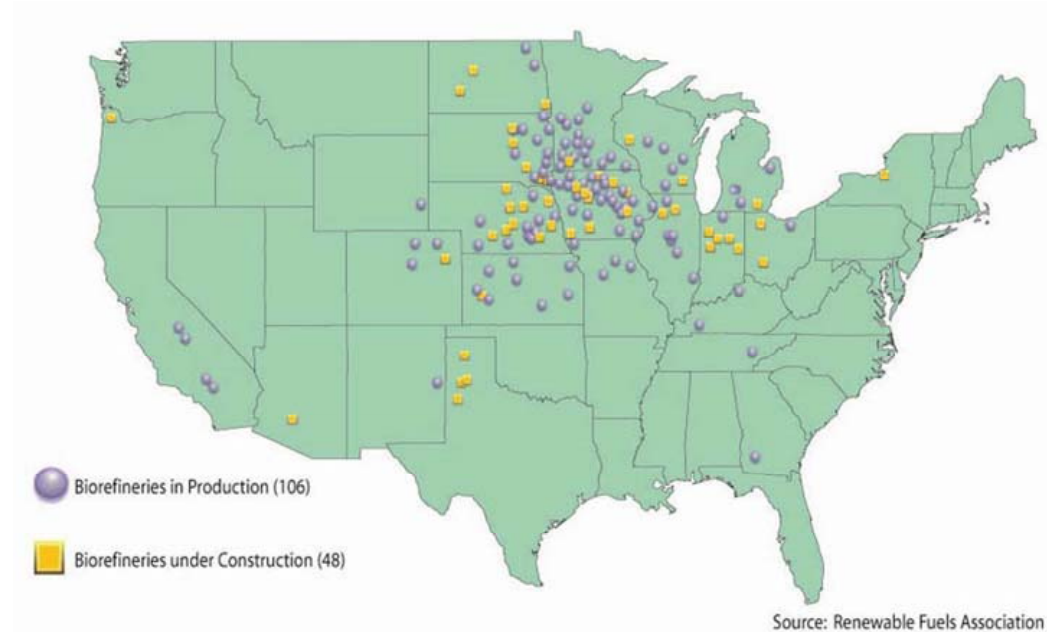 Biorefineries in Production (106)
Biorefineries under Construction (48)
Source: Renewable Fuels Association